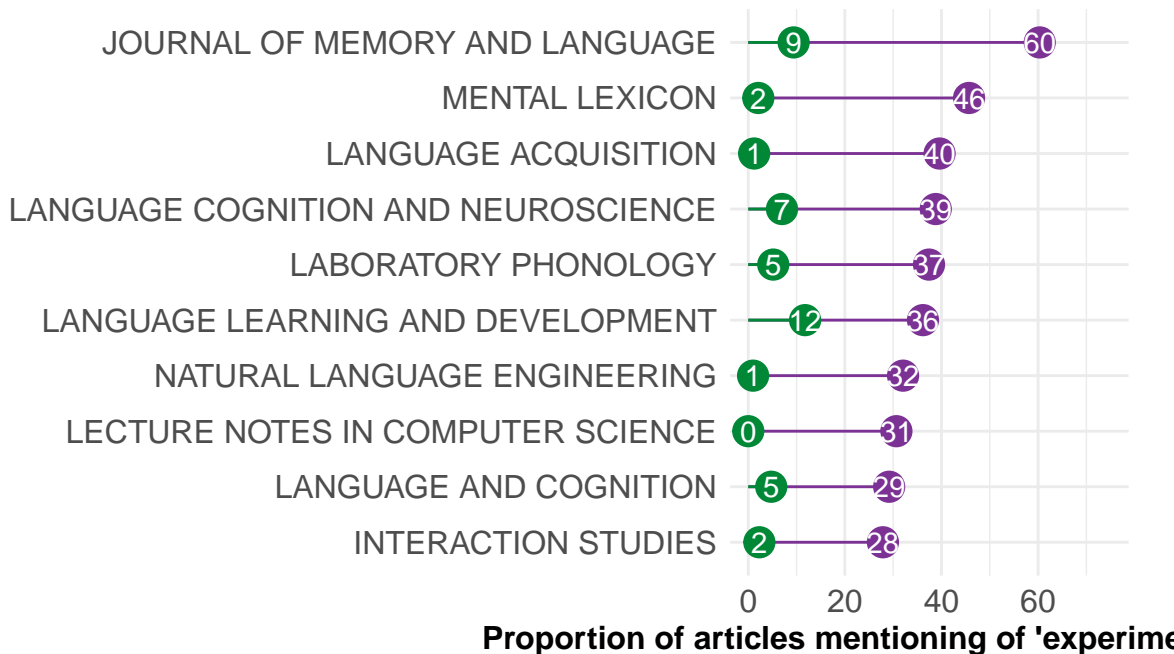 JOURNAL OF MEMORY AND LANGUAGE 9 60
MENTAL LEXICON 2 46
LANGUAGE ACQUISITION 1 40
LANGUAGE COGNITION AND NEUROSCIENCE 7 39
LABORATORY PHONOLOGY 5 37
LANGUAGE LEARNING AND DEVELOPMENT 12 36
NATURAL LANGUAGE ENGINEERING 1 32
LECTURE NOTES IN COMPUTER SCIENCE 0 31
LANGUAGE AND COGNITION 5 29
INTERACTION STUDIES 2 28
0 20 40 60
Proportion of articles mentioning of 'experime